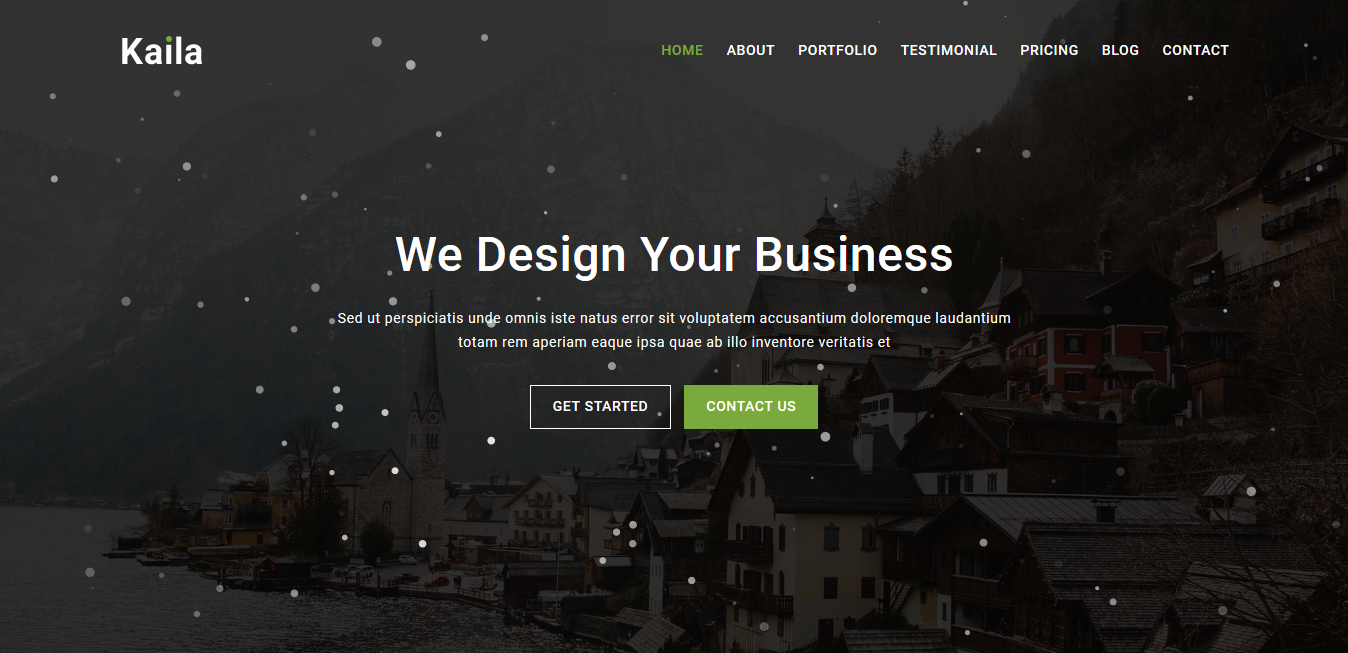 Kaila
HOME ABOUT PORTFOLIO TESTIMONIAL PRICING BLOG CONTACT
We Design Your Business
Sed ut perspiciatis unde omnis iste natus error sit voluptatem accusantium doloremque laudantium
totam rem aperiam eaque ipsa quae ab illo inventore veritatis et
GET STARTED CONTACT US